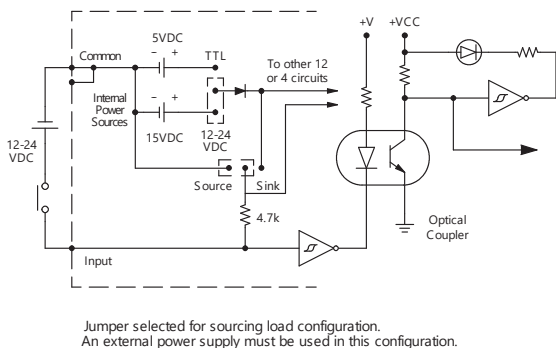 5VDC
+V
+VCC
Common
− +
TTL
To other 12
or 4 circuits
Internal
Power
Sources
− +
15VDC
12-24
VDC
12-24
VDC
Source
Sink
4.7k
Optical
Coupler
Input
Jumper selected for sourcing load configuration.
An external power supply must be used in this configuration.